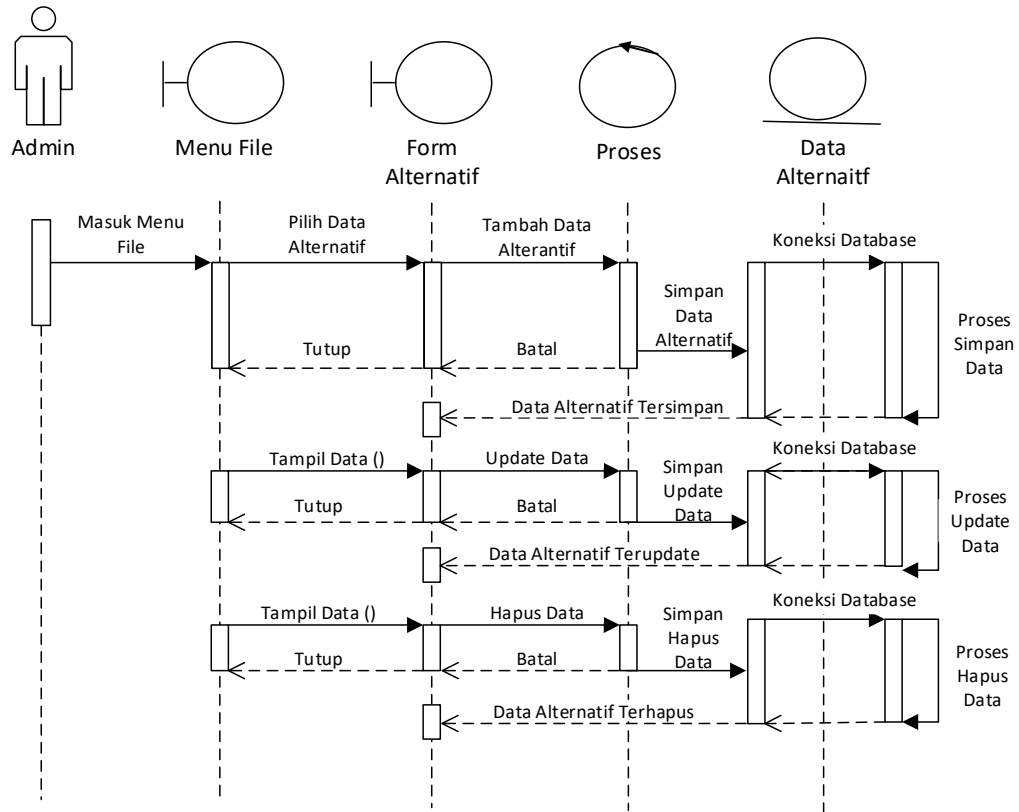 Admin
Menu File
Form
Alternatif
Proses
Data
Alternaitf
Masuk Menu
File
Pilih Data
Alternatif
Tambah Data
Alterantif
Koneksi Database
Simpan
Data
Alternatif
Proses
Simpan
Data
Tutup
Batal
Data Alternatif Tersimpan
Tampil Data ()
Update Data
Simpan
Update
Data
Koneksi Database
Proses
Update
Data
Tutup
Batal
Data Alternatif Terupdate
Tampil Data ()
Hapus Data
Simpan
Hapus
Data
Koneksi Database
Proses
Hapus
Data
Tutup
Batal
Data Alternatif Terhapus